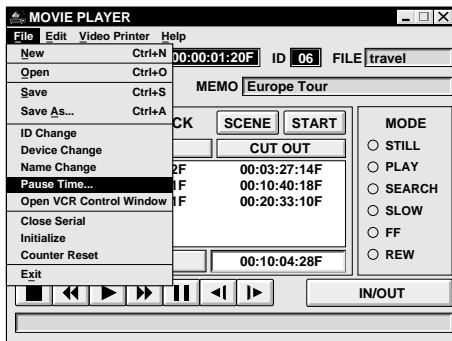 MOVIE PLAYER
File Edit Video Printer Help
New Ctrl+N
Open Ctrl+O
Save Ctrl+S
Save As... Ctrl+A
ID Change
Device Change
Name Change
Pause Time...
Open VCR Control Window
Close Serial
Initialize
Counter Reset
Exit
00:00:01:20F ID 06 FILE travel
MEMO Europe Tour
CK SCENE START
CUT OUT
2F 00:03:27:14F
1F 00:10:40:18F
1F 00:20:33:10F
00:10:04:28F
MODE
STILL
PLAY
SEARCH
SLOW
FF
REW
IN/OUT